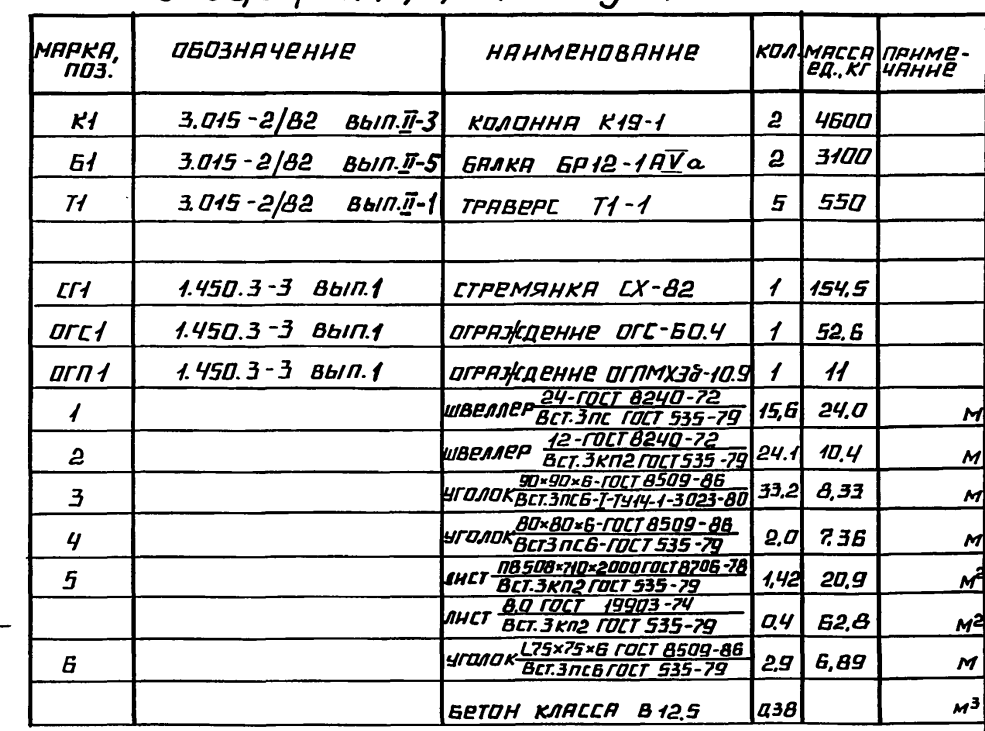 МАРКА, ПОЗ. ОБОЗНАЧЕНИЕ НАИМЕНОВАНИЕ КОЛ. МАССА ЕД., КГ ПРИМЕ- ЧАНИЕ
К1 3.015-2/82 ВЫП.II-3 КОЛОННА К19-1 2 4600
Б1 3.015-2/82 ВЫП.II-5 БАЛКА БР12-1АVа 2 3100
Т1 3.015-2/82 ВЫП.II-1 ТРАВЕРС Т1-1 5 550
СГ1 1.450.3-3 ВЫП.1 СТРЕМЯНКА СХ-82 1 154,5
ОГС1 1.450.3-3 ВЫП.1 ОГРАЖДЕНИЕ ОГС-60.4 1 52,6
ОГП1 1.450.3-3 ВЫП.1 ОГРАЖДЕНИЕ ОГПМХЭб-10.9 1 11
1 ШВЕЛЛЕР 24-ГОСТ 8240-72 15,6 24,0 М
ВСТ.3ПС ГОСТ 535-79
2 ШВЕЛЛЕР 12-ГОСТ 8240-72 24.1 10,4 М
ВСТ.3КП2 ГОСТ 535-79
3 УГОЛОК 90×90×6-ГОСТ 8509-86 33,2 8,33 М
ВСТ.3ПС6-I-ТУ14-1-3023-80
4 УГОЛОК 80×80×6-ГОСТ 8509-86 2,0 7.36 М
ВСТ3ПС6-ГОСТ 535-79
5 ЛИСТ ПВ508×710×2000 ГОСТ 8706-78 1,42 20,9 М²
ВСТ.3КП2 ГОСТ 535-79
ЛИСТ 8,0 ГОСТ 19903-74 0,4 62,8 М²
ВСТ.3КП2 ГОСТ 535-79
6 УГОЛОК L75×75×6 ГОСТ 8509-86 2,9 6,89 М
ВСТ.3ПС6 ГОСТ 535-79
БЕТОН КЛАССА В 12,5 0,38 М³